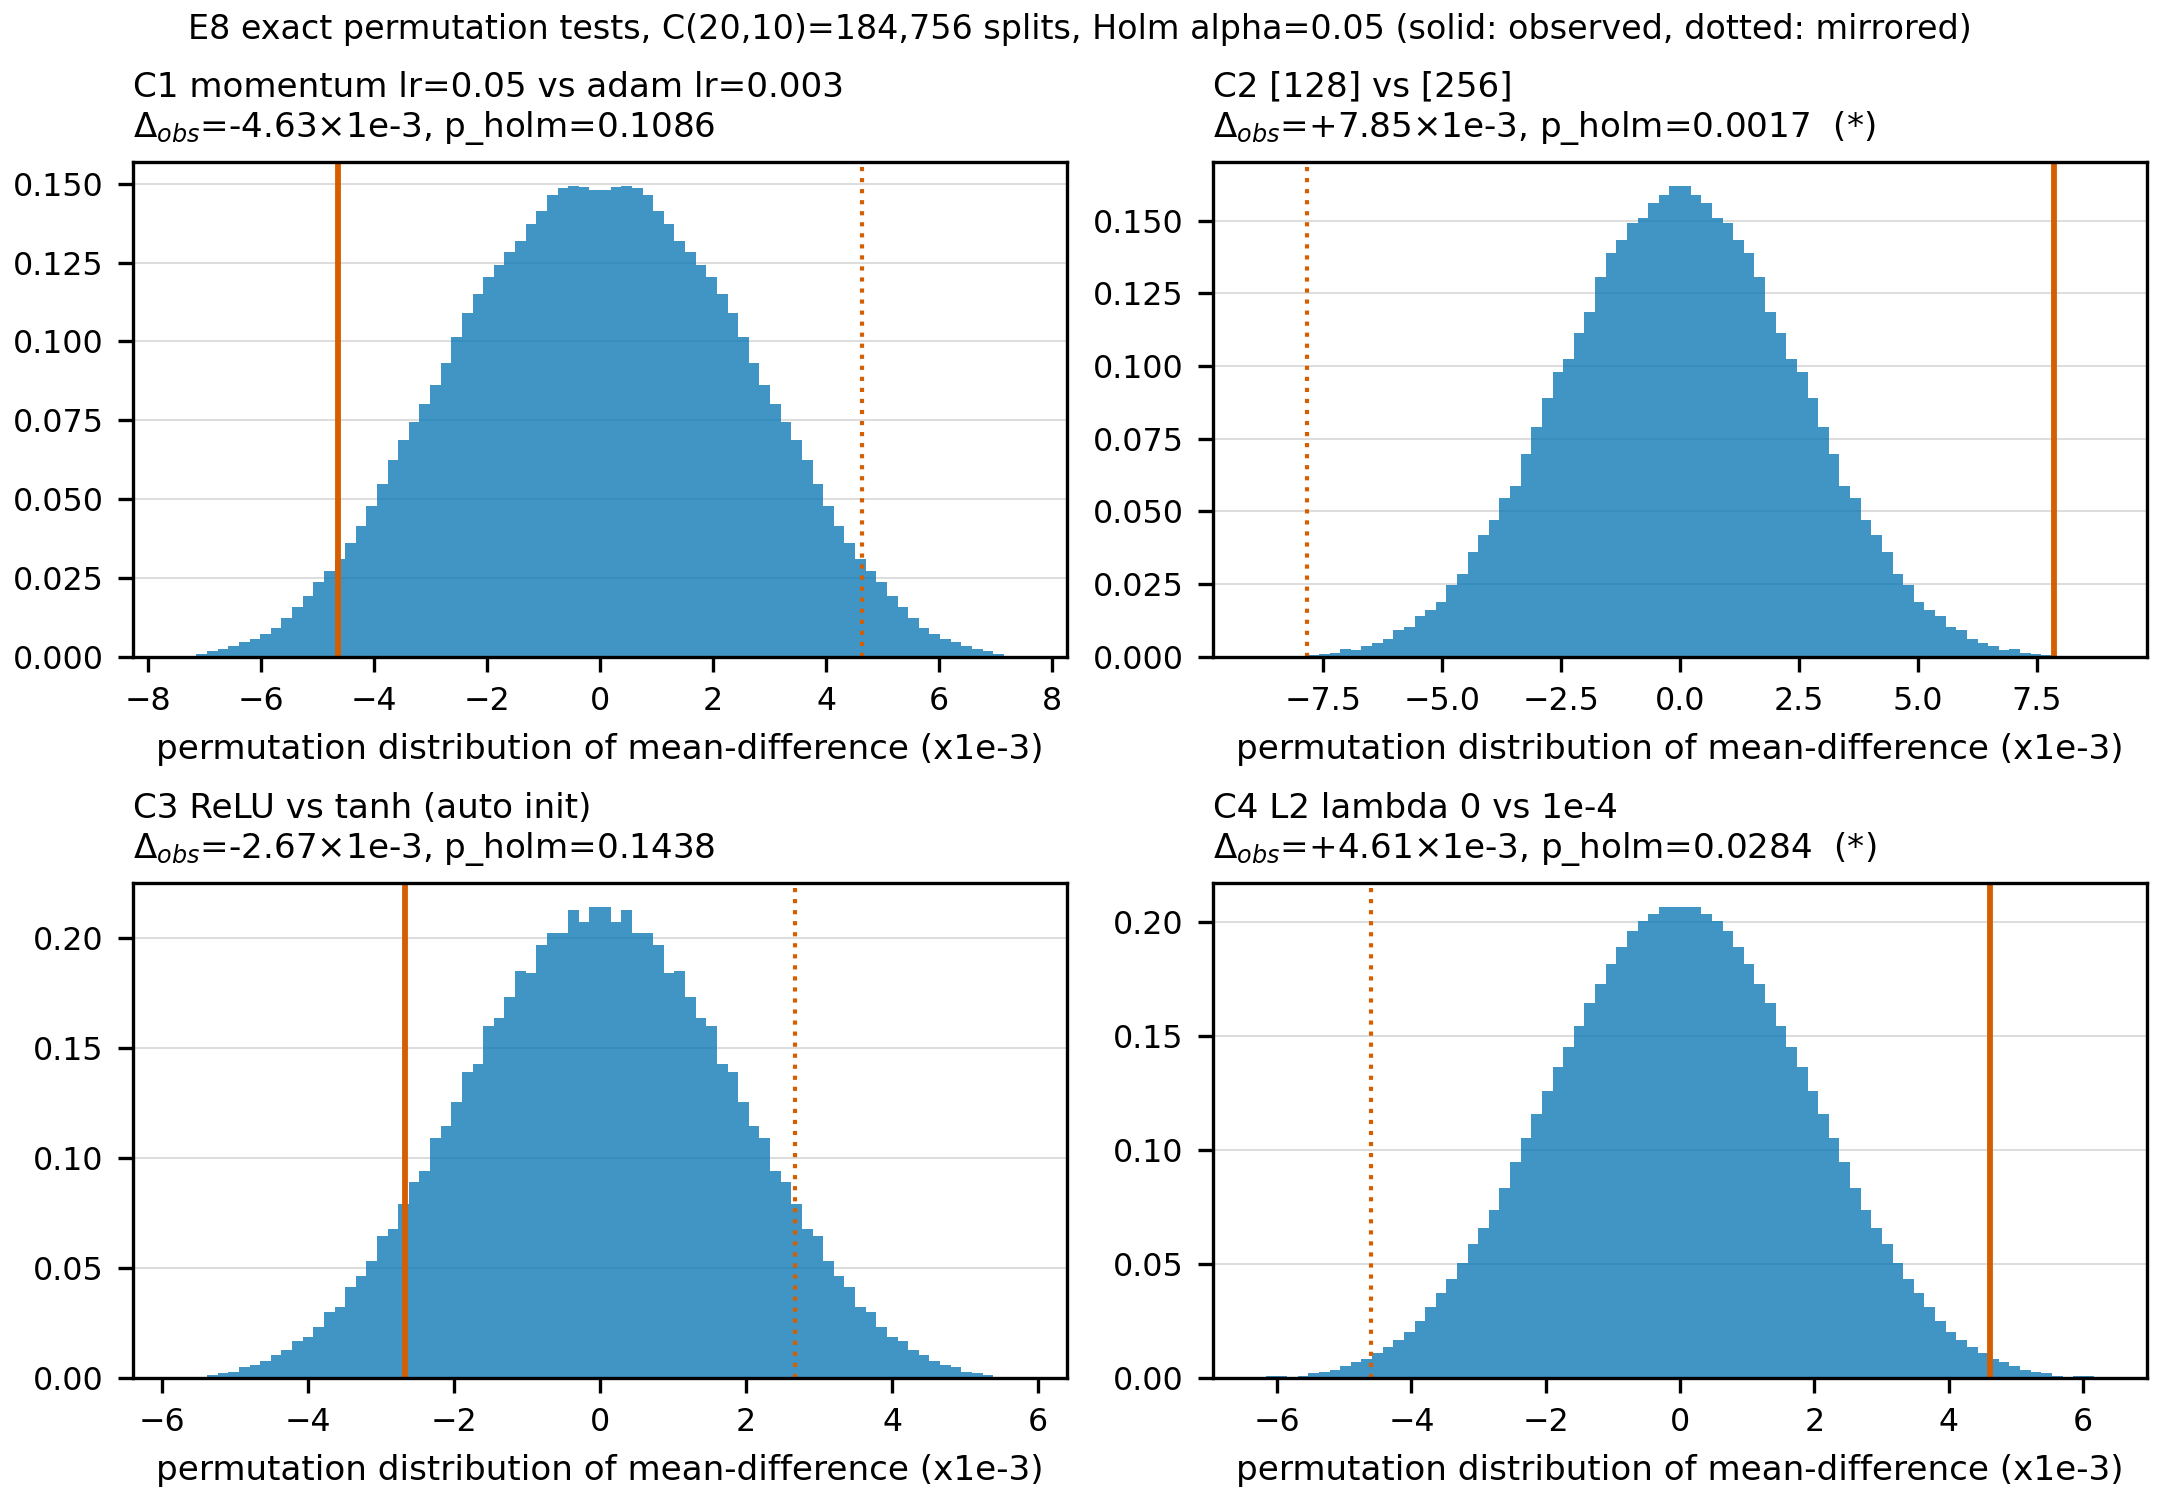 E8 exact permutation tests, C(20,10)=184,756 splits, Holm alpha=0.05 (solid: observed, dotted: mirrored)
C1 momentum lr=0.05 vs adam lr=0.003
Δobs=-4.63×1e-3, p_holm=0.1086
0.150
0.125
0.100
0.075
0.050
0.025
0.000
−8 −6 −4 −2 0 2 4 6 8
permutation distribution of mean-difference (x1e-3)
C2 [128] vs [256]
Δobs=+7.85×1e-3, p_holm=0.0017 (*)
0.150
0.125
0.100
0.075
0.050
0.025
0.000
−7.5 −5.0 −2.5 0.0 2.5 5.0 7.5
permutation distribution of mean-difference (x1e-3)
C3 ReLU vs tanh (auto init)
Δobs=-2.67×1e-3, p_holm=0.1438
0.20
0.15
0.10
0.05
0.00
−6 −4 −2 0 2 4 6
permutation distribution of mean-difference (x1e-3)
C4 L2 lambda 0 vs 1e-4
Δobs=+4.61×1e-3, p_holm=0.0284 (*)
0.20
0.15
0.10
0.05
0.00
−6 −4 −2 0 2 4 6
permutation distribution of mean-difference (x1e-3)